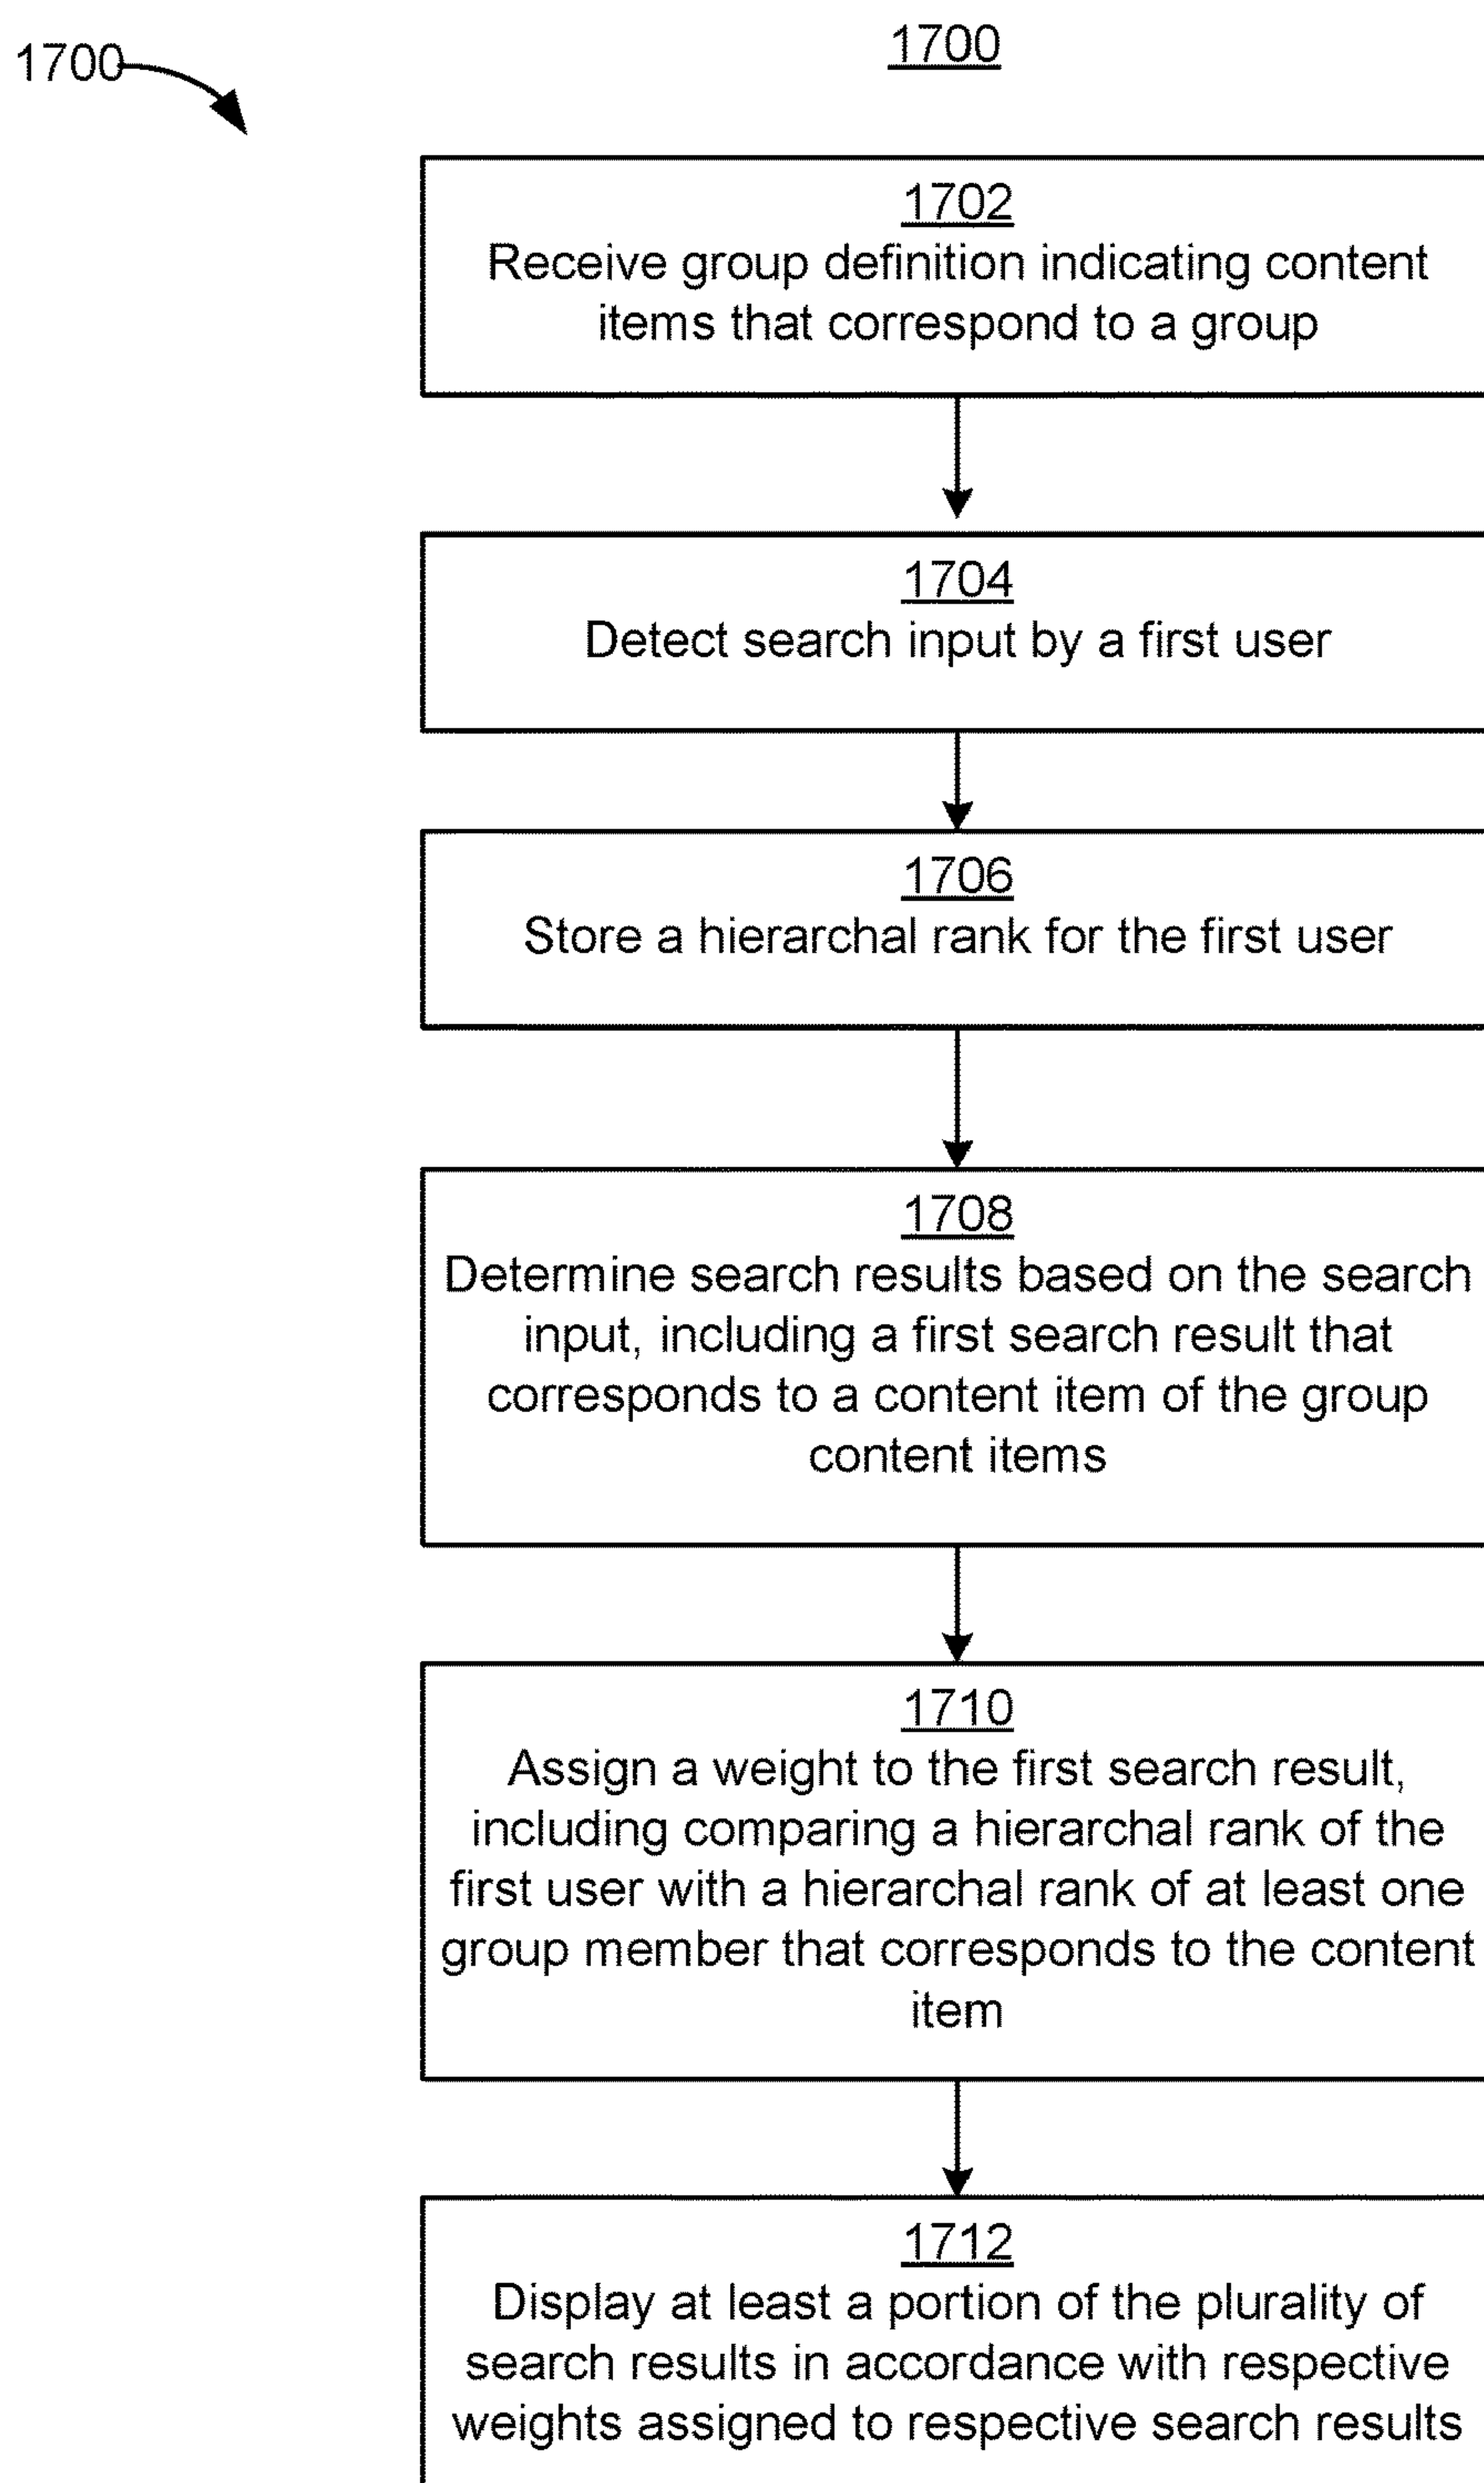 1700
1700
1702
Receive group definition indicating content
items that correspond to a group
1704
Detect search input by a first user
1706
Store a hierarchal rank for the first user
1708
Determine search results based on the search
input, including a first search result that
corresponds to a content item of the group
content items
1710
Assign a weight to the first search result,
including comparing a hierarchal rank of the
first user with a hierarchal rank of at least one
group member that corresponds to the content
item
1712
Display at least a portion of the plurality of
search results in accordance with respective
weights assigned to respective search results